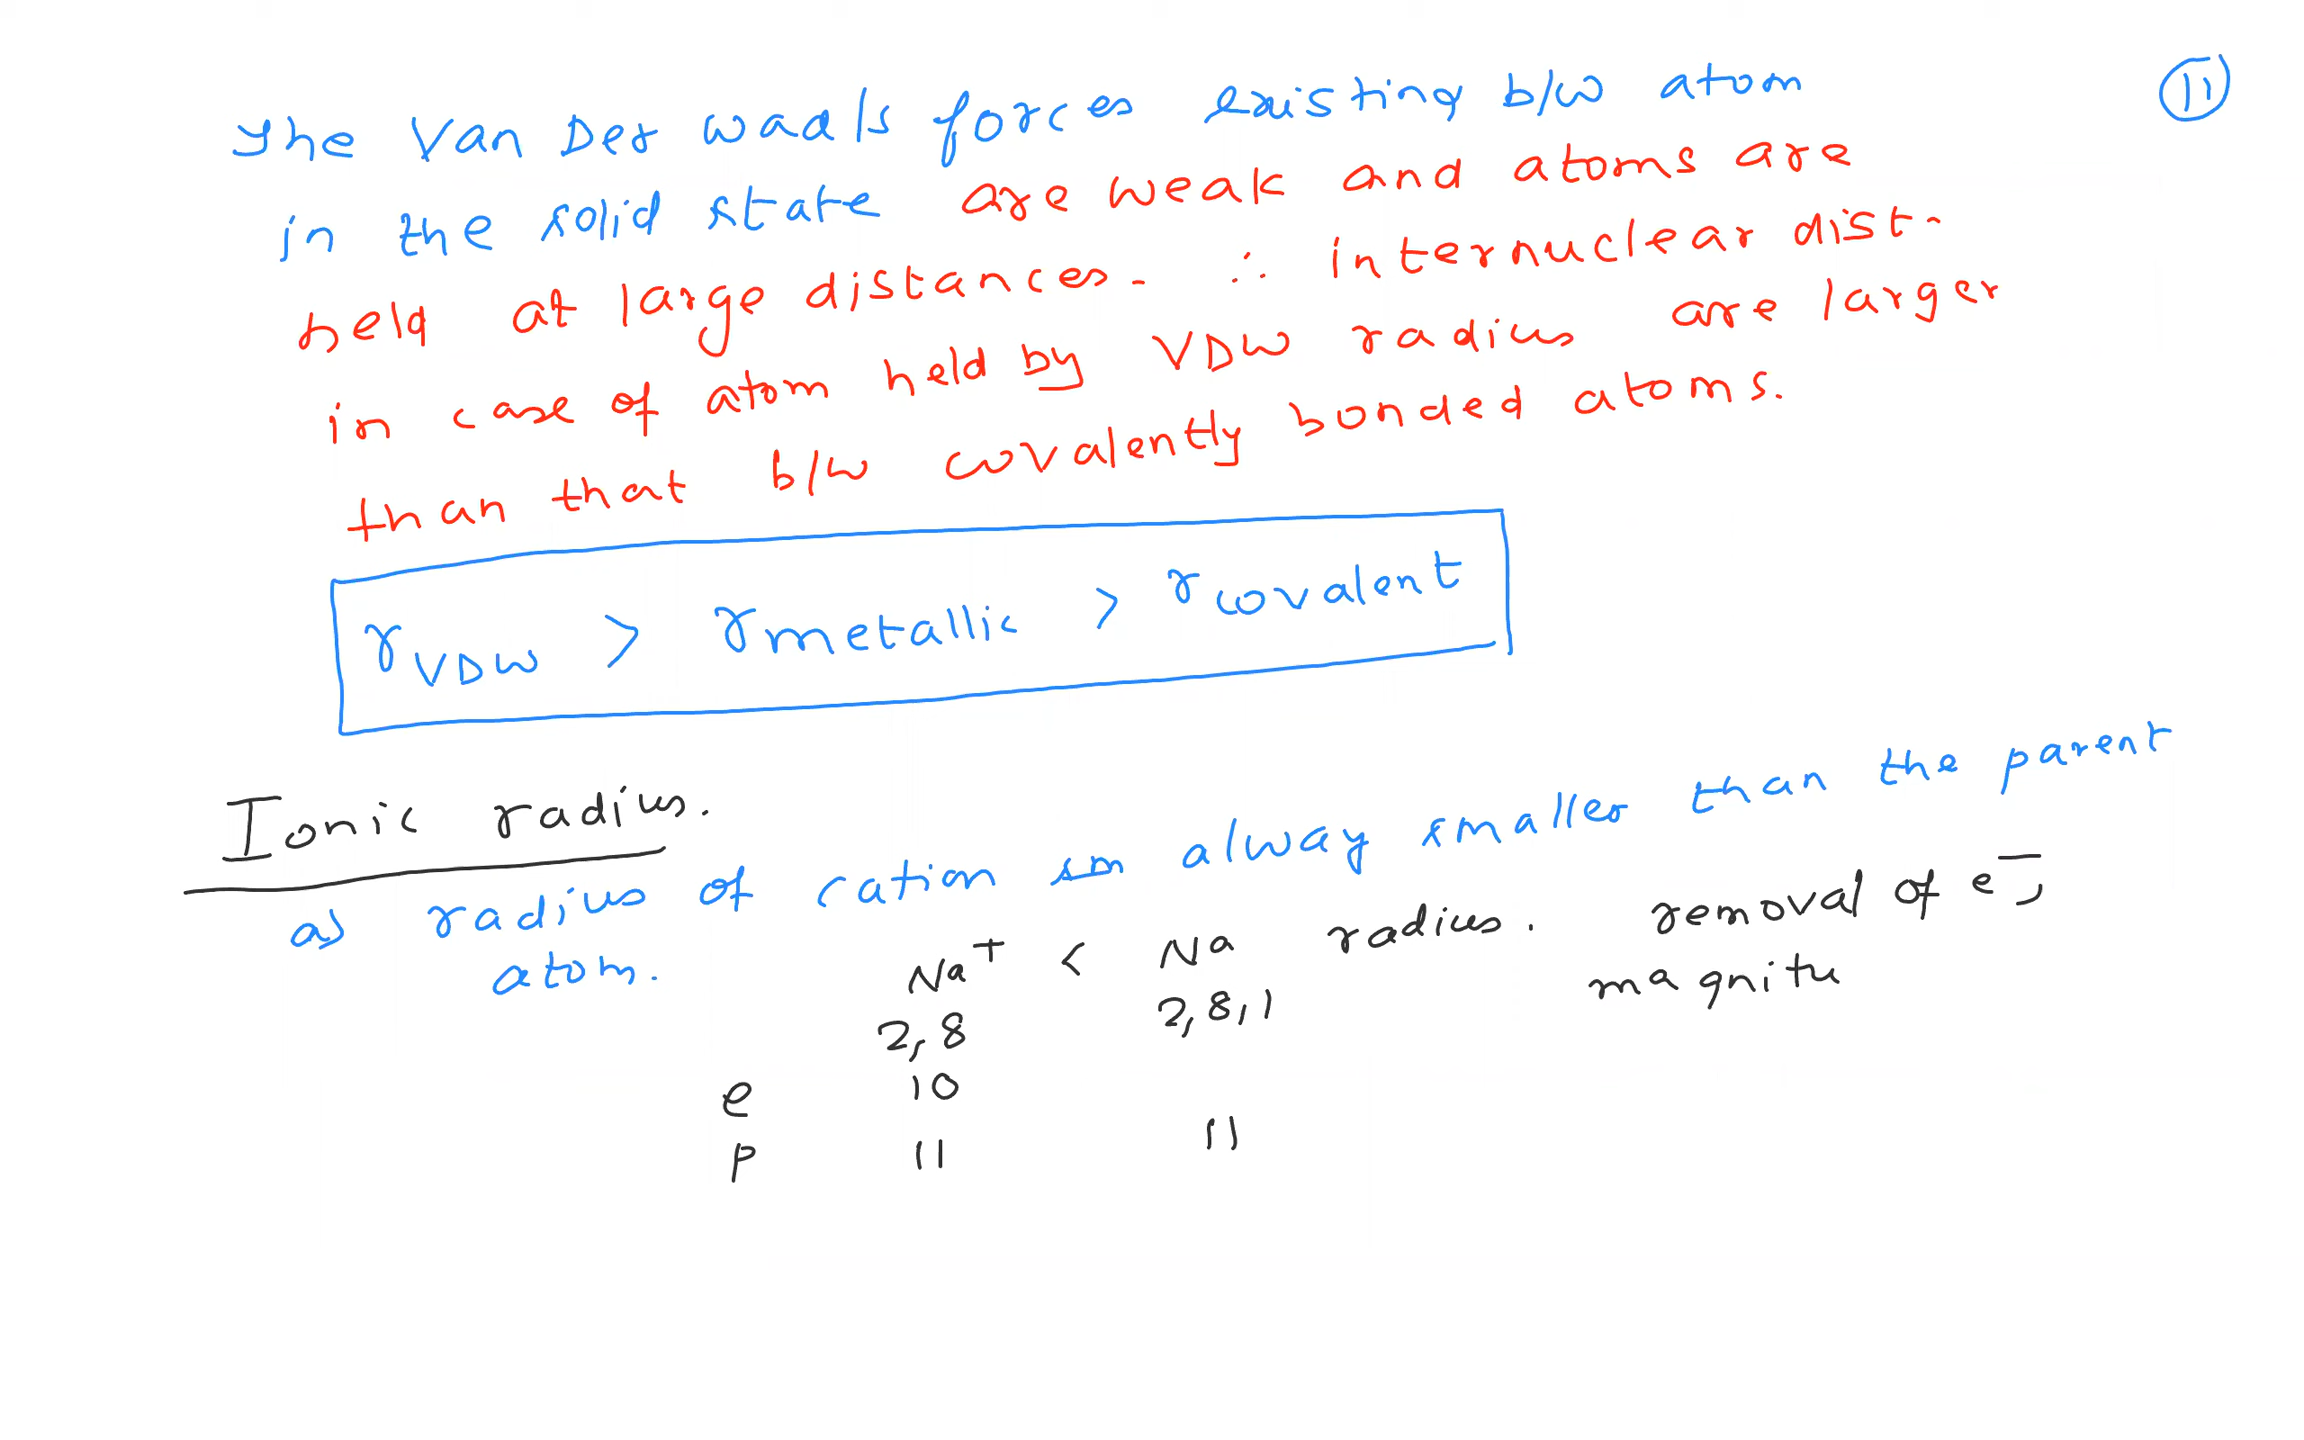 The Van Der waals forces existing b/w atom
11
in the solid state are weak and atoms are
held at large distances. ∴ internuclear dist.
in case of atom held by VDW radius are larger
than that b/w covalently bonded atoms.
r VDW > r metallic > r covalent
Ionic radius.
a) radius of cation is alway smaller than the parent
atom. Na+ < Na radius. removal of e-,
2,8 2,8,1 magnitu
e 10
p 11 11